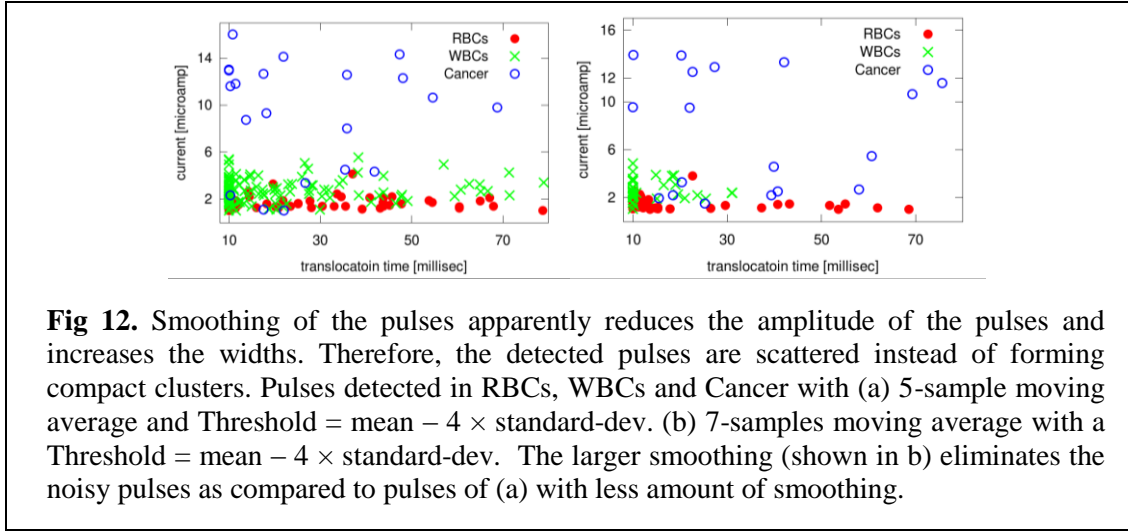 RBCs
WBCs
Cancer
14
10
6
2
current [microamp]
10 30 50 70
translocatoin time [millisec]
RBCs
WBCs
Cancer
16
12
8
4
0
current [microamp]
10 30 50 70
translocatoin time [millisec]
Fig 12. Smoothing of the pulses apparently reduces the amplitude of the pulses and
increases the widths. Therefore, the detected pulses are scattered instead of forming
compact clusters. Pulses detected in RBCs, WBCs and Cancer with (a) 5-sample moving
average and Threshold = mean – 4 × standard-dev. (b) 7-samples moving average with a
Threshold = mean – 4 × standard-dev. The larger smoothing (shown in b) eliminates the
noisy pulses as compared to pulses of (a) with less amount of smoothing.